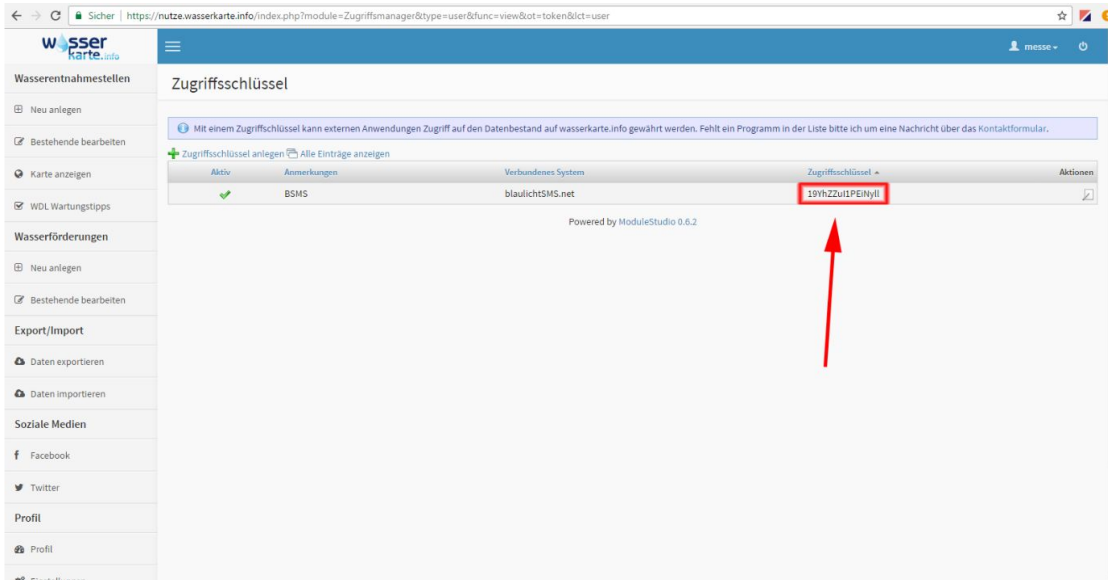 Sicher | https://nutze.wasserkarte.info/index.php?module=Zugriffsmanager&type=user&func=view&ot=token&lct=user
wasser
karte.info
messe
Wasserentnahmestellen
Neu anlegen
Bestehende bearbeiten
Karte anzeigen
WDL Wartungstipps
Wasserförderungen
Neu anlegen
Bestehende bearbeiten
Export/Import
Daten exportieren
Daten importieren
Soziale Medien
Facebook
Twitter
Profil
Profil
Zugriffsschlüssel
Mit einem Zugriffschlüssel kann externen Anwendungen Zugriff auf den Datenbestand auf wasserkarte.info gewährt werden. Fehlt ein Programm in der Liste bitte ich um eine Nachricht über das Kontaktformular.
Zugriffsschlüssel anlegen Alle Einträge anzeigen
Aktiv Anmerkungen Verbundenes System Zugriffsschlüssel Aktionen
BSMS blaulichtSMS.net
Powered by ModuleStudio 0.6.2